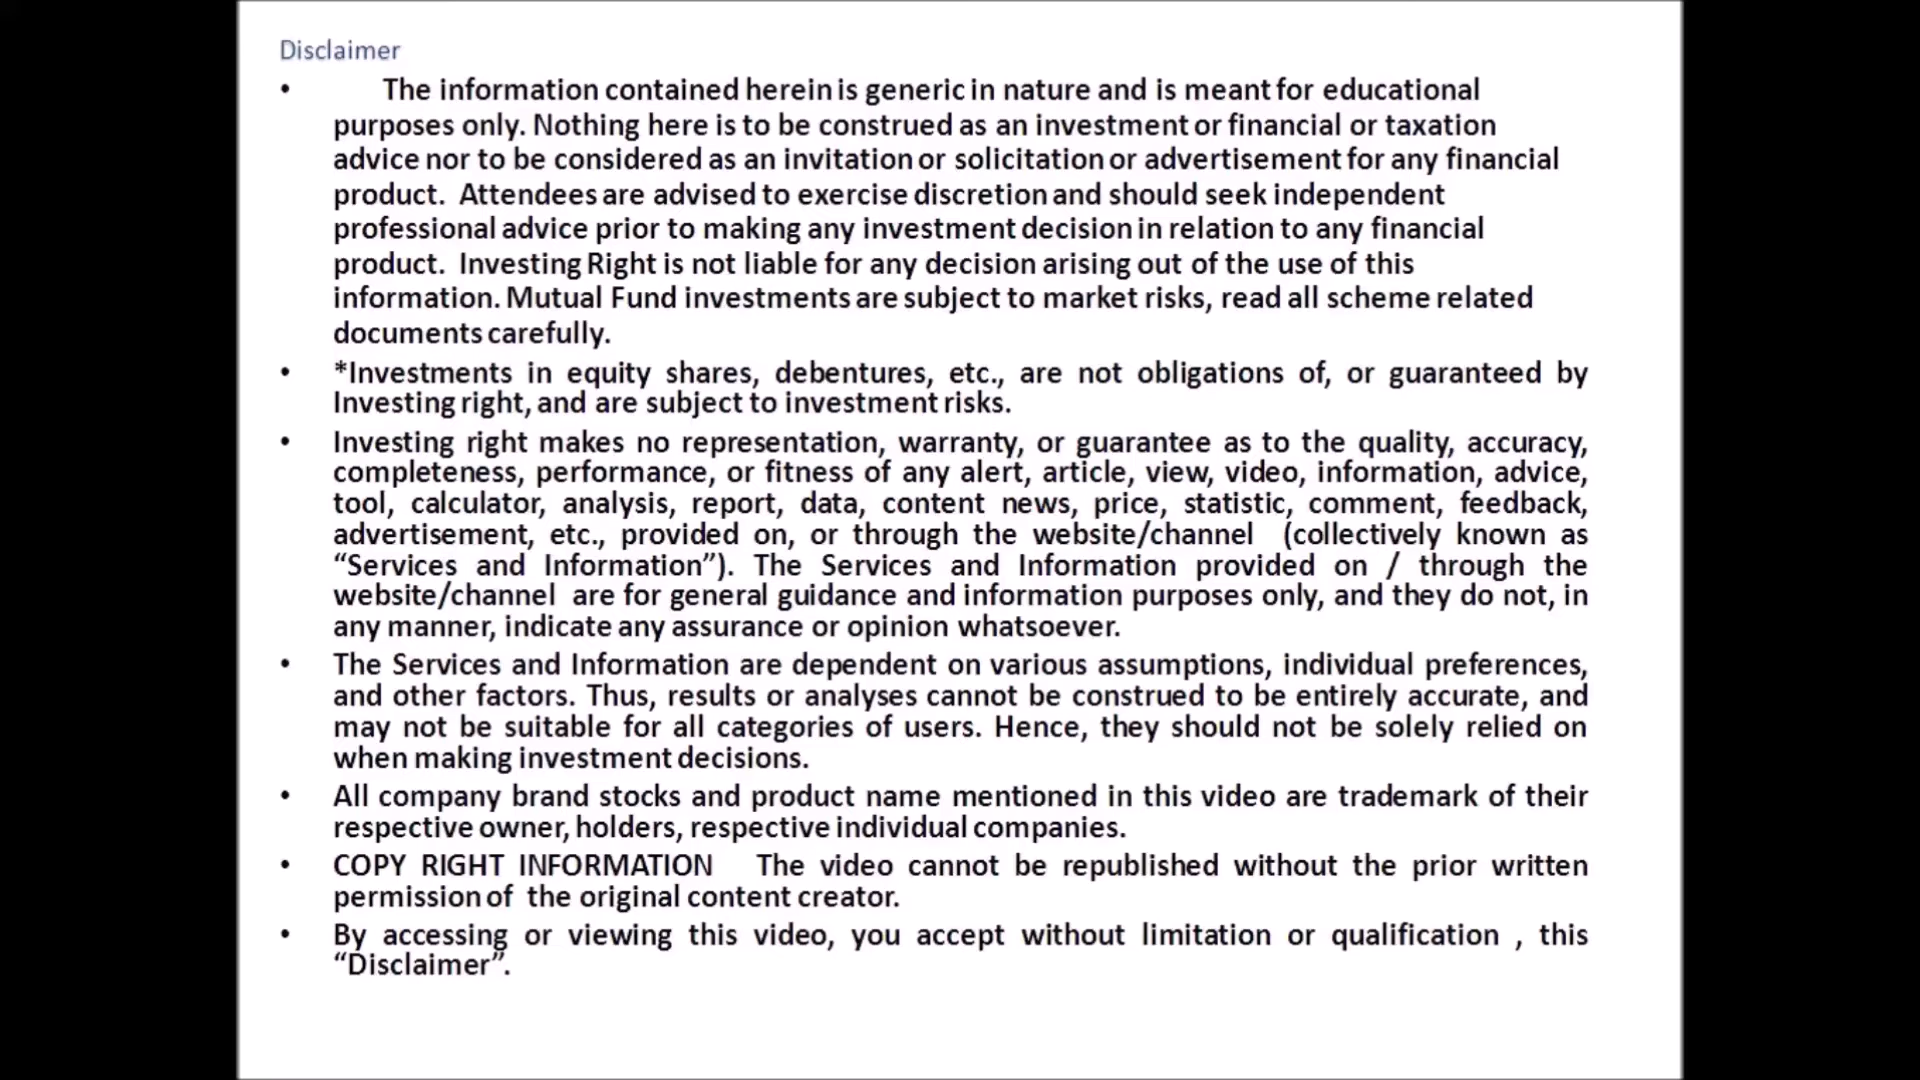 Disclaimer
• The information contained herein is generic in nature and is meant for educational
purposes only. Nothing here is to be construed as an investment or financial or taxation
advice nor to be considered as an invitation or solicitation or advertisement for any financial
product. Attendees are advised to exercise discretion and should seek independent
professional advice prior to making any investment decision in relation to any financial
product. Investing Right is not liable for any decision arising out of the use of this
information. Mutual Fund investments are subject to market risks, read all scheme related
documents carefully.
• *Investments in equity shares, debentures, etc., are not obligations of, or guaranteed by
Investing right, and are subject to investment risks.
• Investing right makes no representation, warranty, or guarantee as to the quality, accuracy,
completeness, performance, or fitness of any alert, article, view, video, information, advice,
tool, calculator, analysis, report, data, content news, price, statistic, comment, feedback,
advertisement, etc., provided on, or through the website/channel (collectively known as
“Services and Information”). The Services and Information provided on / through the
website/channel are for general guidance and information purposes only, and they do not, in
any manner, indicate any assurance or opinion whatsoever.
• The Services and Information are dependent on various assumptions, individual preferences,
and other factors. Thus, results or analyses cannot be construed to be entirely accurate, and
may not be suitable for all categories of users. Hence, they should not be solely relied on
when making investment decisions.
• All company brand stocks and product name mentioned in this video are trademark of their
respective owner, holders, respective individual companies.
• COPY RIGHT INFORMATION The video cannot be republished without the prior written
permission of the original content creator.
• By accessing or viewing this video, you accept without limitation or qualification , this
“Disclaimer”.